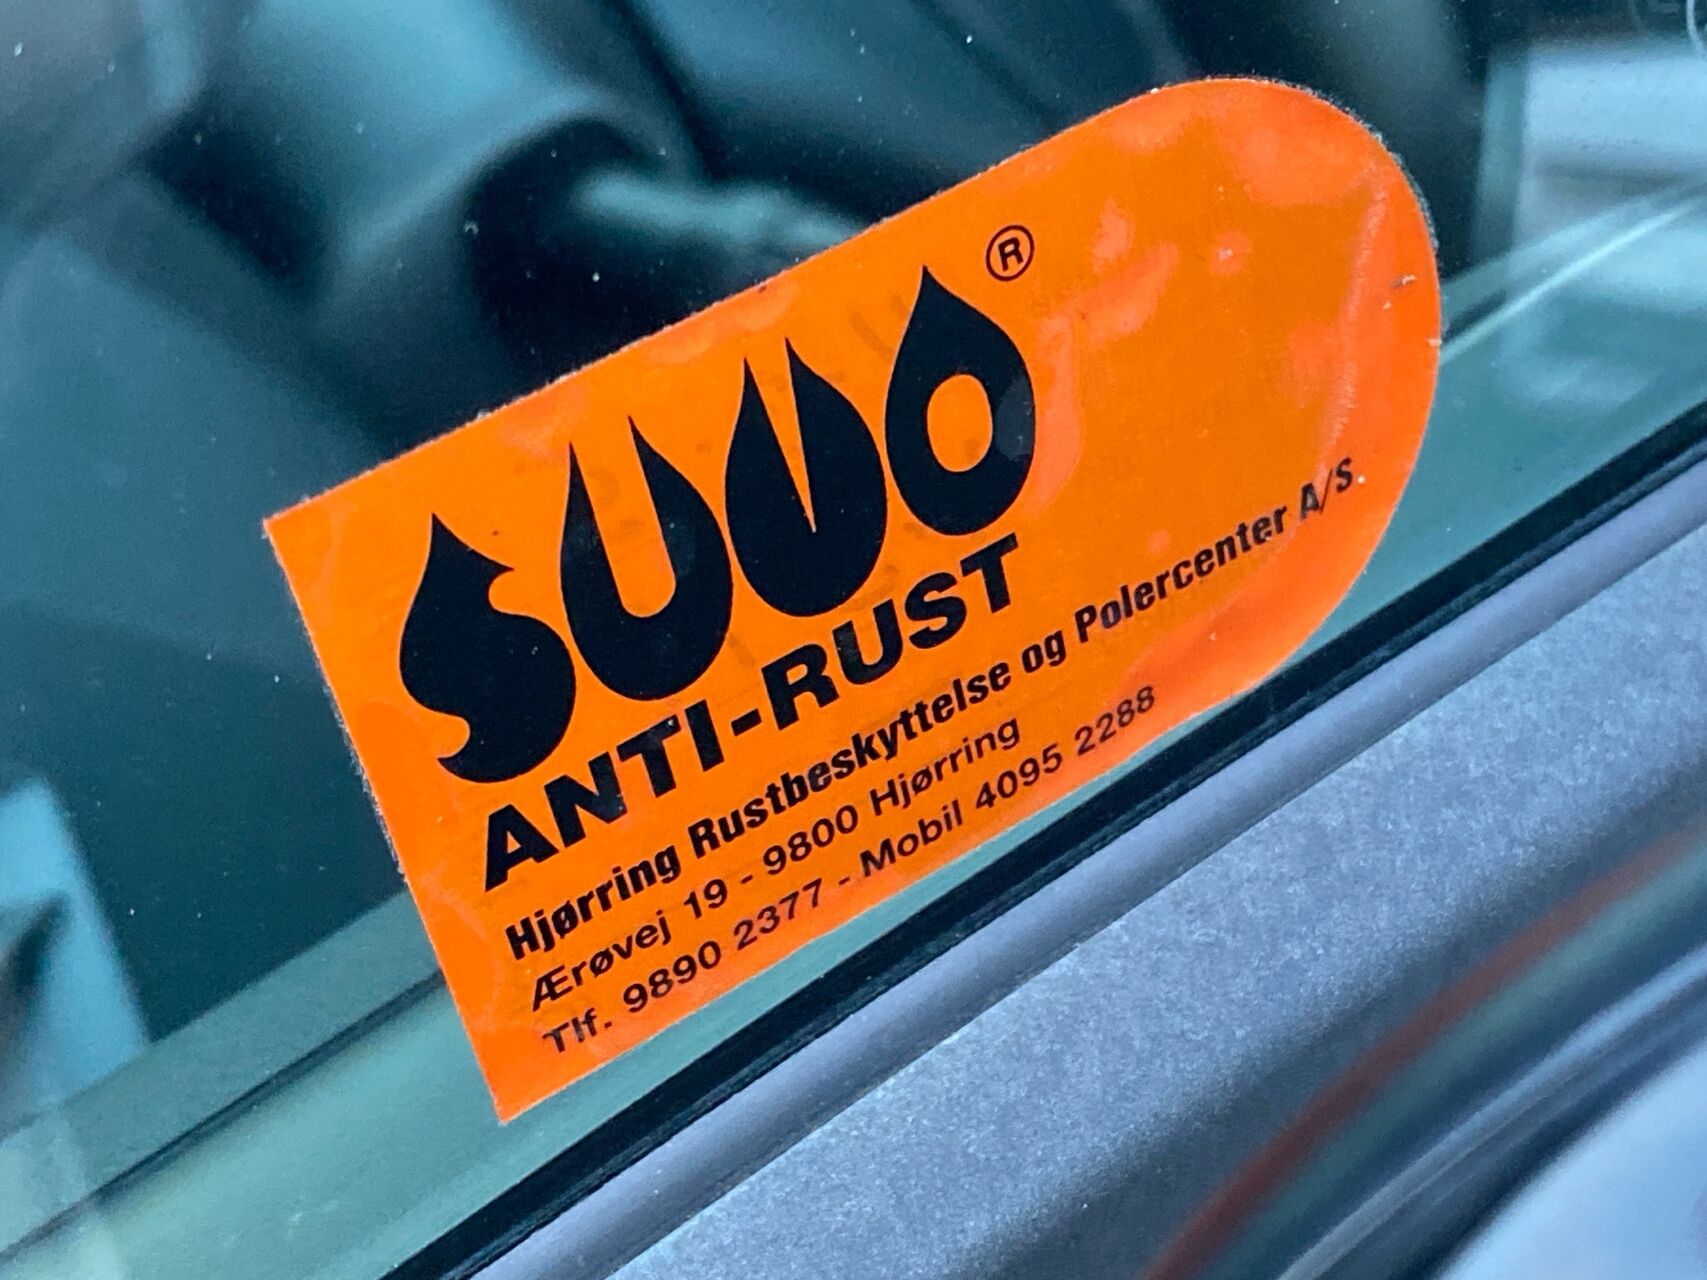 SUVO®
ANTI-RUST
Hjørring Rustbeskyttelse og Polercenter A/S.
Ærøvej 19 - 9800 Hjørring
Tlf. 9890 2377 - Mobil 4095 2288